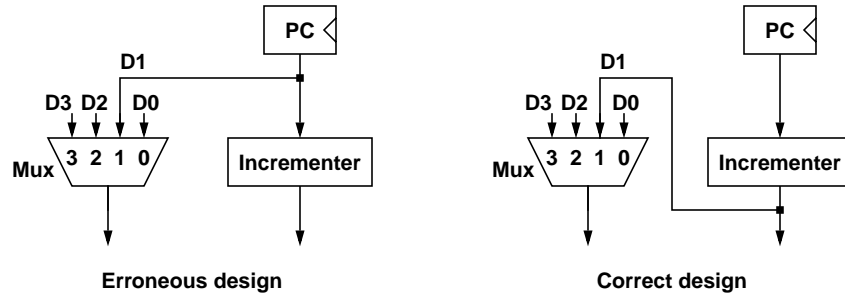 PC
D1
D3 D2 D0
3 2 1 0
Mux
Incrementer
Erroneous design
PC
D1
D3 D2 D0
3 2 1 0
Mux
Incrementer
Correct design